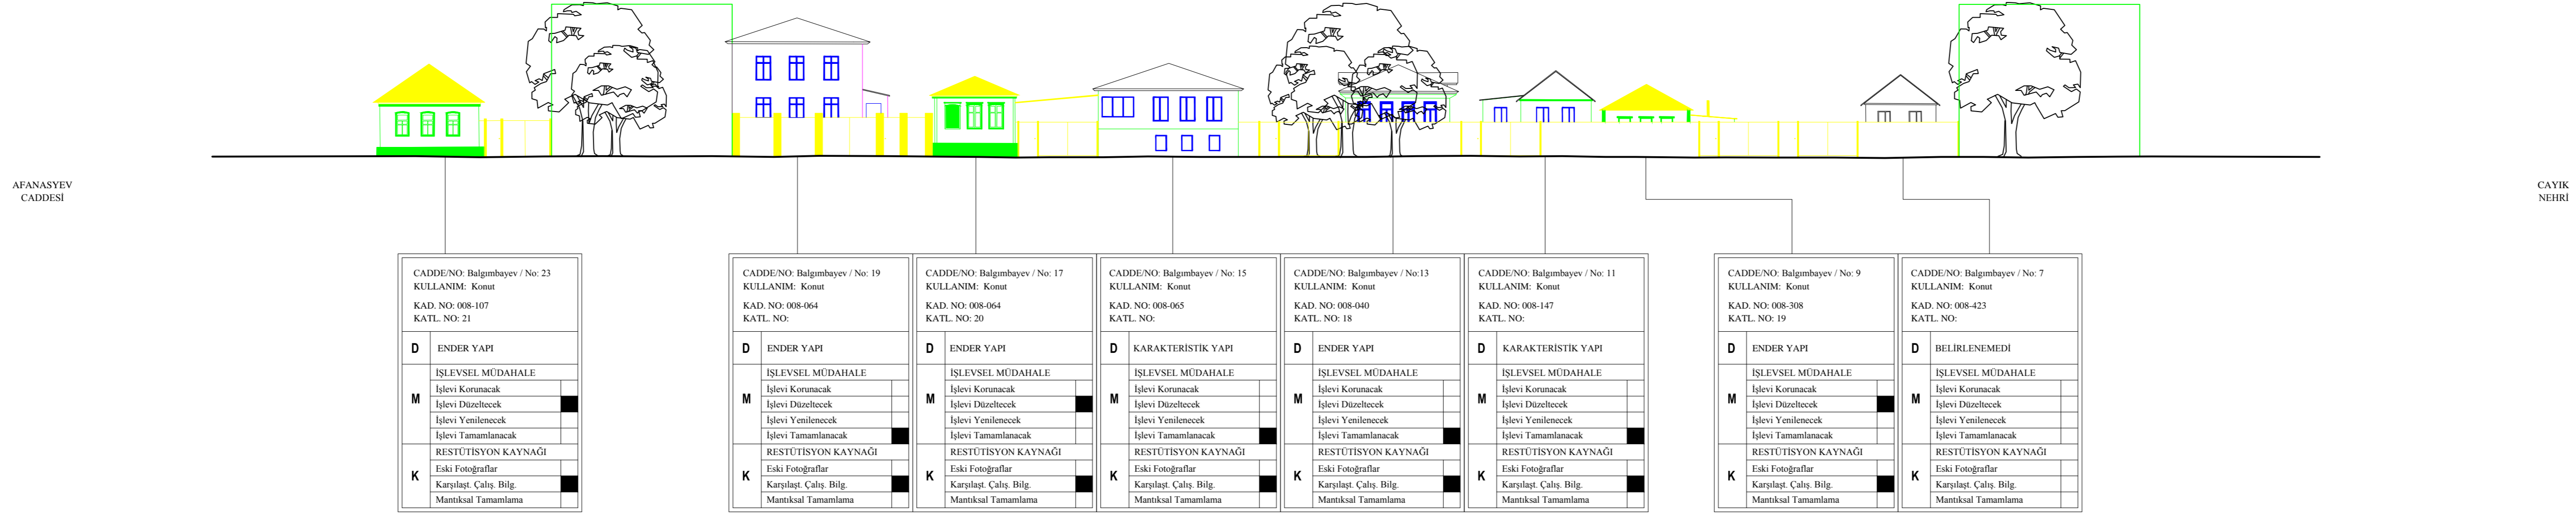 AFANASYEV
CADDESİ
CAYIK
NEHRİ
CADDE/NO: Balgımbayev / No: 23
KULLANIM: Konut
KAD. NO: 008-107
KATL. NO: 21
D ENDER YAPI
M
İŞLEVSEL MÜDAHALE
İşlevi Korunacak
İşlevi Düzeltecek
İşlevi Yenilenecek
İşlevi Tamamlanacak
K
RESTÜTİSYON KAYNAĞI
Eski Fotoğraflar
Karşılaşt. Çalış. Bilg.
Mantıksal Tamamlama
CADDE/NO: Balgımbayev / No: 19
KULLANIM: Konut
KAD. NO: 008-064
KATL. NO:
D ENDER YAPI
M
İŞLEVSEL MÜDAHALE
İşlevi Korunacak
İşlevi Düzeltecek
İşlevi Yenilenecek
İşlevi Tamamlanacak
K
RESTÜTİSYON KAYNAĞI
Eski Fotoğraflar
Karşılaşt. Çalış. Bilg.
Mantıksal Tamamlama
CADDE/NO: Balgımbayev / No: 17
KULLANIM: Konut
KAD. NO: 008-064
KATL. NO: 20
D ENDER YAPI
M
İŞLEVSEL MÜDAHALE
İşlevi Korunacak
İşlevi Düzeltecek
İşlevi Yenilenecek
İşlevi Tamamlanacak
K
RESTÜTİSYON KAYNAĞI
Eski Fotoğraflar
Karşılaşt. Çalış. Bilg.
Mantıksal Tamamlama
CADDE/NO: Balgımbayev / No: 15
KULLANIM: Konut
KAD. NO: 008-065
KATL. NO:
D KARAKTERİSTİK YAPI
M
İŞLEVSEL MÜDAHALE
İşlevi Korunacak
İşlevi Düzeltecek
İşlevi Yenilenecek
İşlevi Tamamlanacak
K
RESTÜTİSYON KAYNAĞI
Eski Fotoğraflar
Karşılaşt. Çalış. Bilg.
Mantıksal Tamamlama
CADDE/NO: Balgımbayev / No:13
KULLANIM: Konut
KAD. NO: 008-040
KATL. NO: 18
D ENDER YAPI
M
İŞLEVSEL MÜDAHALE
İşlevi Korunacak
İşlevi Düzeltecek
İşlevi Yenilenecek
İşlevi Tamamlanacak
K
RESTÜTİSYON KAYNAĞI
Eski Fotoğraflar
Karşılaşt. Çalış. Bilg.
Mantıksal Tamamlama
CADDE/NO: Balgımbayev / No: 11
KULLANIM: Konut
KAD. NO: 008-147
KATL. NO:
D KARAKTERİSTİK YAPI
M
İŞLEVSEL MÜDAHALE
İşlevi Korunacak
İşlevi Düzeltecek
İşlevi Yenilenecek
İşlevi Tamamlanacak
K
RESTÜTİSYON KAYNAĞI
Eski Fotoğraflar
Karşılaşt. Çalış. Bilg.
Mantıksal Tamamlama
CADDE/NO: Balgımbayev / No: 9
KULLANIM: Konut
KAD. NO: 008-308
KATL. NO: 19
D ENDER YAPI
M
İŞLEVSEL MÜDAHALE
İşlevi Korunacak
İşlevi Düzeltecek
İşlevi Yenilenecek
İşlevi Tamamlanacak
K
RESTÜTİSYON KAYNAĞI
Eski Fotoğraflar
Karşılaşt. Çalış. Bilg.
Mantıksal Tamamlama
CADDE/NO: Balgımbayev / No: 7
KULLANIM: Konut
KAD. NO: 008-423
KATL. NO:
D BELİRLENEMEDİ
M
İŞLEVSEL MÜDAHALE
İşlevi Korunacak
İşlevi Düzeltecek
İşlevi Yenilenecek
İşlevi Tamamlanacak
K
RESTÜTİSYON KAYNAĞI
Eski Fotoğraflar
Karşılaşt. Çalış. Bilg.
Mantıksal Tamamlama